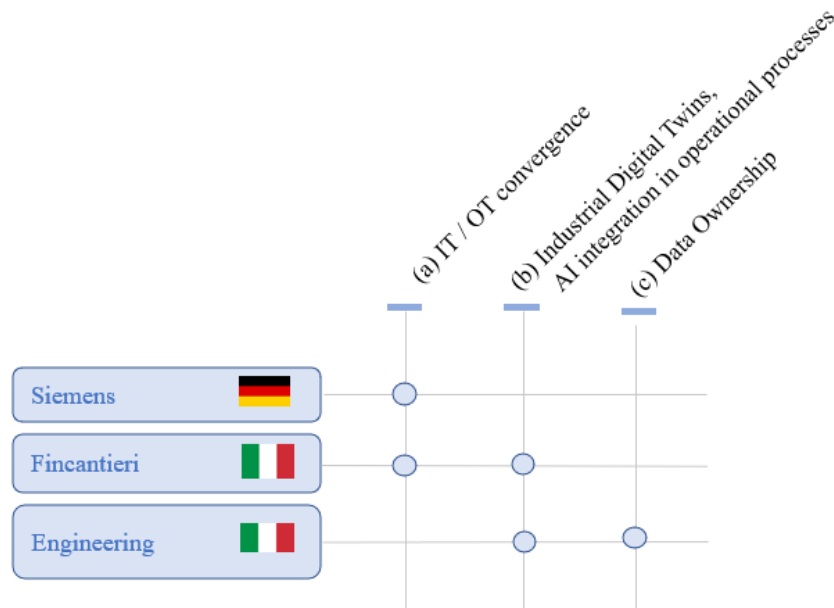 (a) IT / OT convergence
(b) Industrial Digital Twins,
AI integration in operational processes
(c) Data Ownership
Siemens
Fincantieri
Engineering